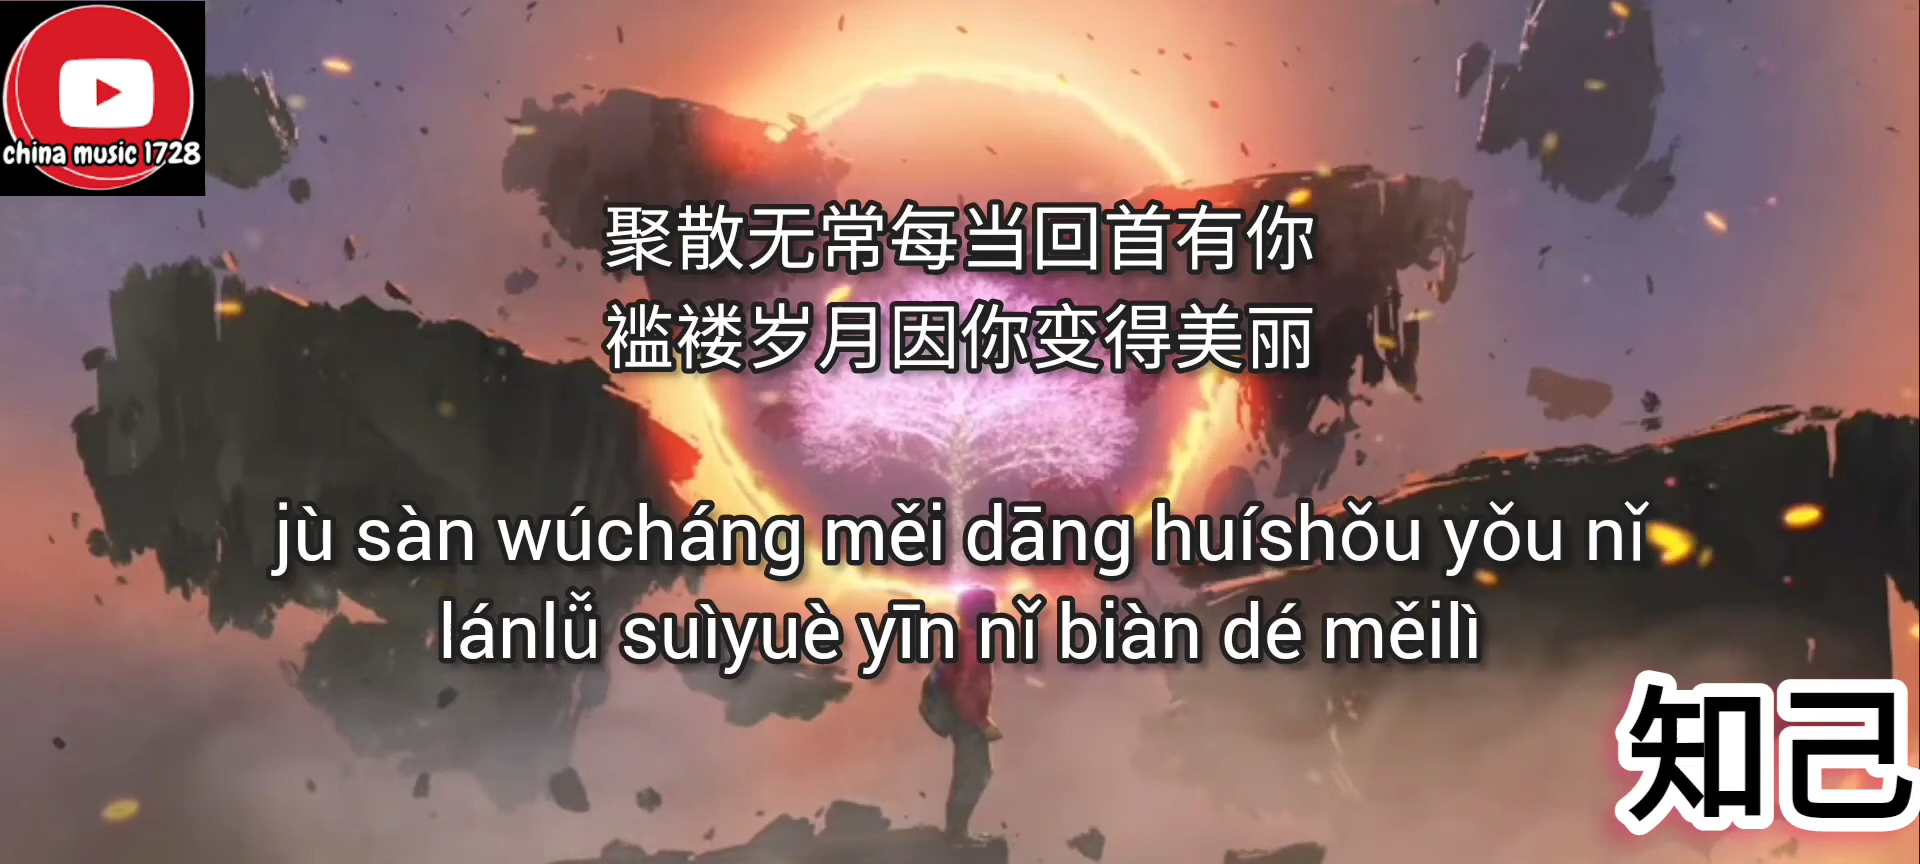 china music 1728
聚散无常每当回首有你
褴褛岁月因你变得美丽
jù sàn wúcháng měi dāng huíshǒu yǒu nǐ
lánlǚ suìyuè yīn nǐ biàn dé měilì
知己